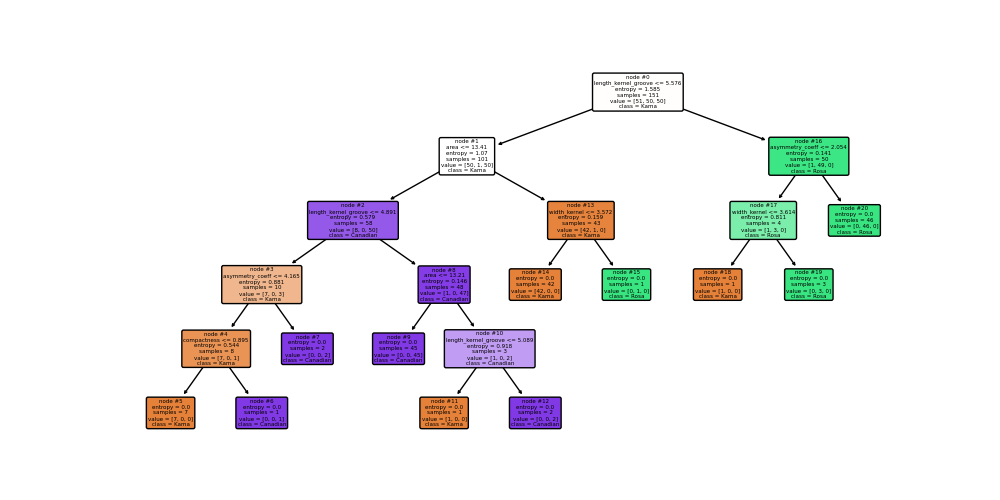 node #0
length_kernel_groove <= 5.576
entropy = 1.585
samples = 151
value = [51, 50, 50]
class = Kama
node #1
area <= 13.41
entropy = 1.07
samples = 101
value = [50, 1, 50]
class = Kama
node #16
asymmetry_coeff <= 2.054
entropy = 0.141
samples = 50
value = [1, 49, 0]
class = Rosa
node #2
length_kernel_groove <= 4.891
entropy = 0.579
samples = 58
value = [8, 0, 50]
class = Canadian
node #13
width_kernel <= 3.572
entropy = 0.159
samples = 43
value = [42, 1, 0]
class = Kama
node #17
width_kernel <= 3.614
entropy = 0.811
samples = 4
value = [1, 3, 0]
class = Rosa
node #20
entropy = 0.0
samples = 46
value = [0, 46, 0]
class = Rosa
node #3
asymmetry_coeff <= 4.165
entropy = 0.881
samples = 10
value = [7, 0, 3]
class = Kama
node #8
area <= 13.21
entropy = 0.146
samples = 48
value = [1, 0, 47]
class = Canadian
node #14
entropy = 0.0
samples = 42
value = [42, 0, 0]
class = Kama
node #15
entropy = 0.0
samples = 1
value = [0, 1, 0]
class = Rosa
node #18
entropy = 0.0
samples = 1
value = [1, 0, 0]
class = Kama
node #19
entropy = 0.0
samples = 3
value = [0, 3, 0]
class = Rosa
node #4
compactness <= 0.895
entropy = 0.544
samples = 8
value = [7, 0, 1]
class = Kama
node #7
entropy = 0.0
samples = 2
value = [0, 0, 2]
class = Canadian
node #9
entropy = 0.0
samples = 45
value = [0, 0, 45]
class = Canadian
node #10
length_kernel_groove <= 5.089
entropy = 0.918
samples = 3
value = [1, 0, 2]
class = Canadian
node #5
entropy = 0.0
samples = 7
value = [7, 0, 0]
class = Kama
node #6
entropy = 0.0
samples = 1
value = [0, 0, 1]
class = Canadian
node #11
entropy = 0.0
samples = 1
value = [1, 0, 0]
class = Kama
node #12
entropy = 0.0
samples = 2
value = [0, 0, 2]
class = Canadian